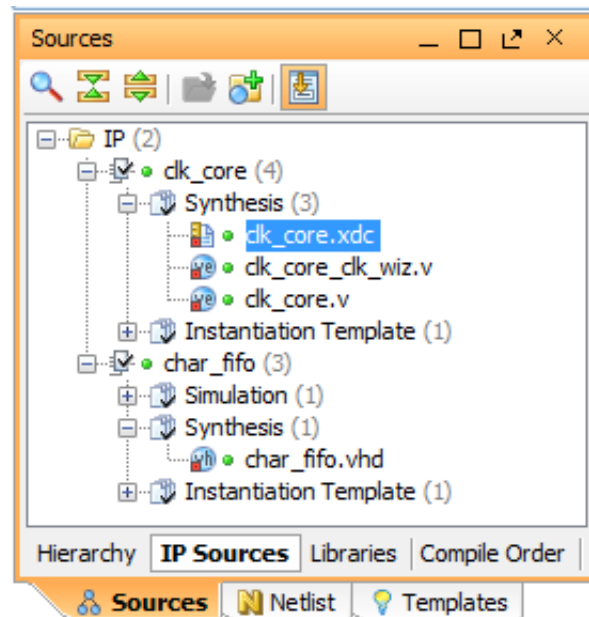 Sources
IP (2)
clk_core (4)
Synthesis (3)
clk_core.xdc
clk_core_clk_wiz.v
clk_core.v
Instantiation Template (1)
char_fifo (3)
Simulation (1)
Synthesis (1)
char_fifo.vhd
Instantiation Template (1)
Hierarchy IP Sources Libraries Compile Order
Sources Netlist Templates